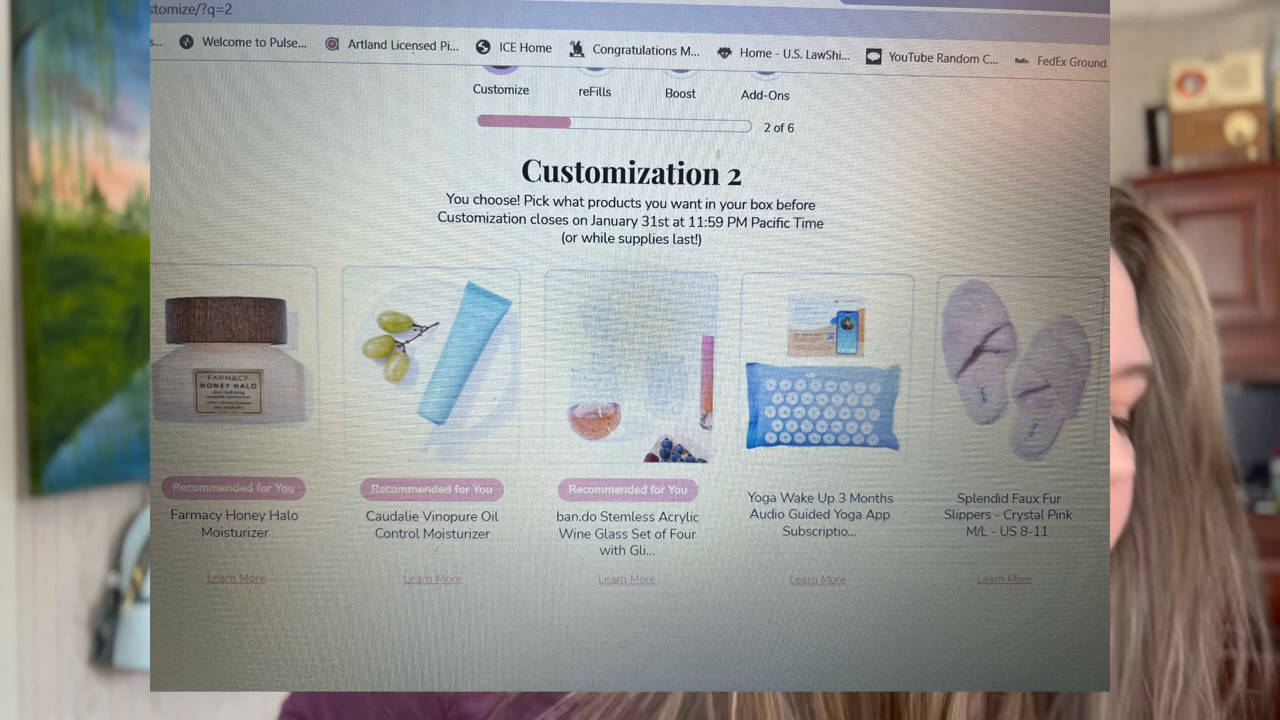 stomize/?q=2
s...
Welcome to Pulse...
Artland Licensed Pi...
ICE Home
Congratulations M...
Home - U.S. LawShi...
YouTube Random C...
FedEx Ground
Customize
reFills
Boost
Add-Ons
2 of 6
Customization 2
You choose! Pick what products you want in your box before
Customization closes on January 31st at 11:59 PM Pacific Time
(or while supplies last!)
FARMACY
HONEY HALO
Recommended for You
Farmacy Honey Halo
Moisturizer
Learn More
Recommended for You
Caudalie Vinopure Oil
Control Moisturizer
Learn More
Recommended for You
ban.do Stemless Acrylic
Wine Glass Set of Four
with Gli...
Learn More
Yoga Wake Up 3 Months
Audio Guided Yoga App
Subscriptio...
Learn More
Splendid Faux Fur
Slippers - Crystal Pink
M/L - US 8-11
Learn More